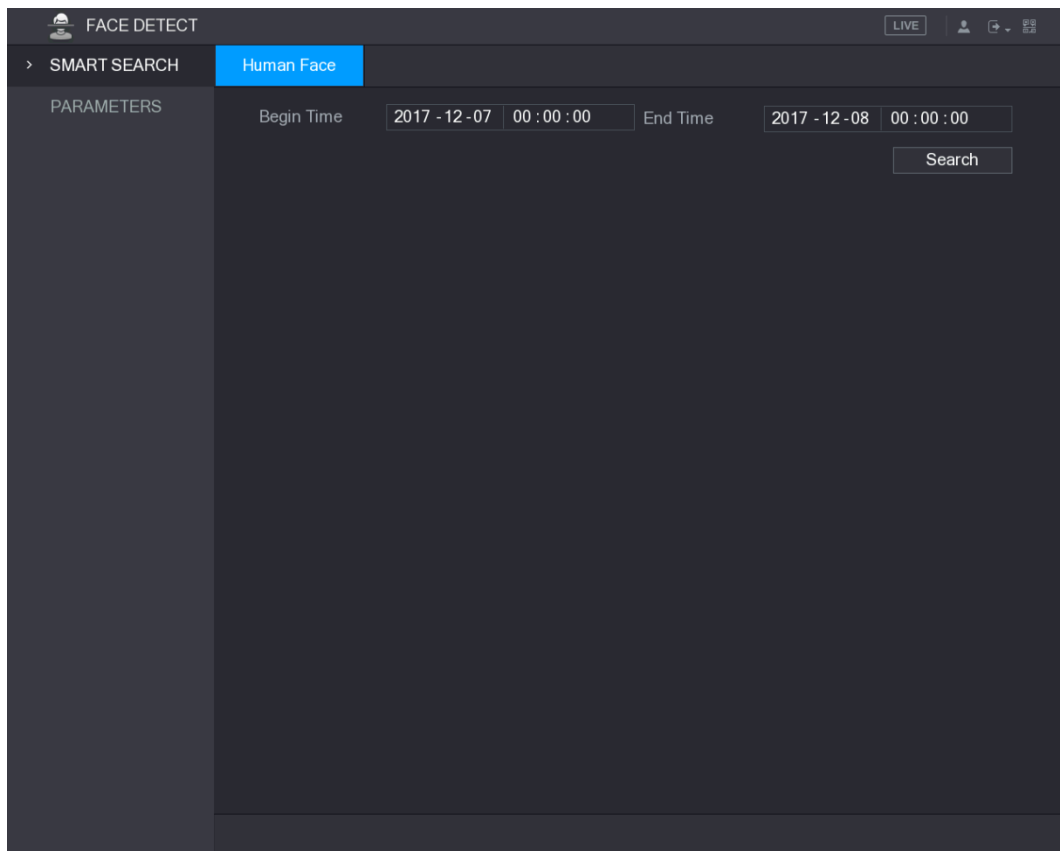 FACE DETECT LIVE
SMART SEARCH Human Face
PARAMETERS
Begin Time 2017 - 12 - 07 00 : 00 : 00 End Time 2017 - 12 - 08 00 : 00 : 00
Search